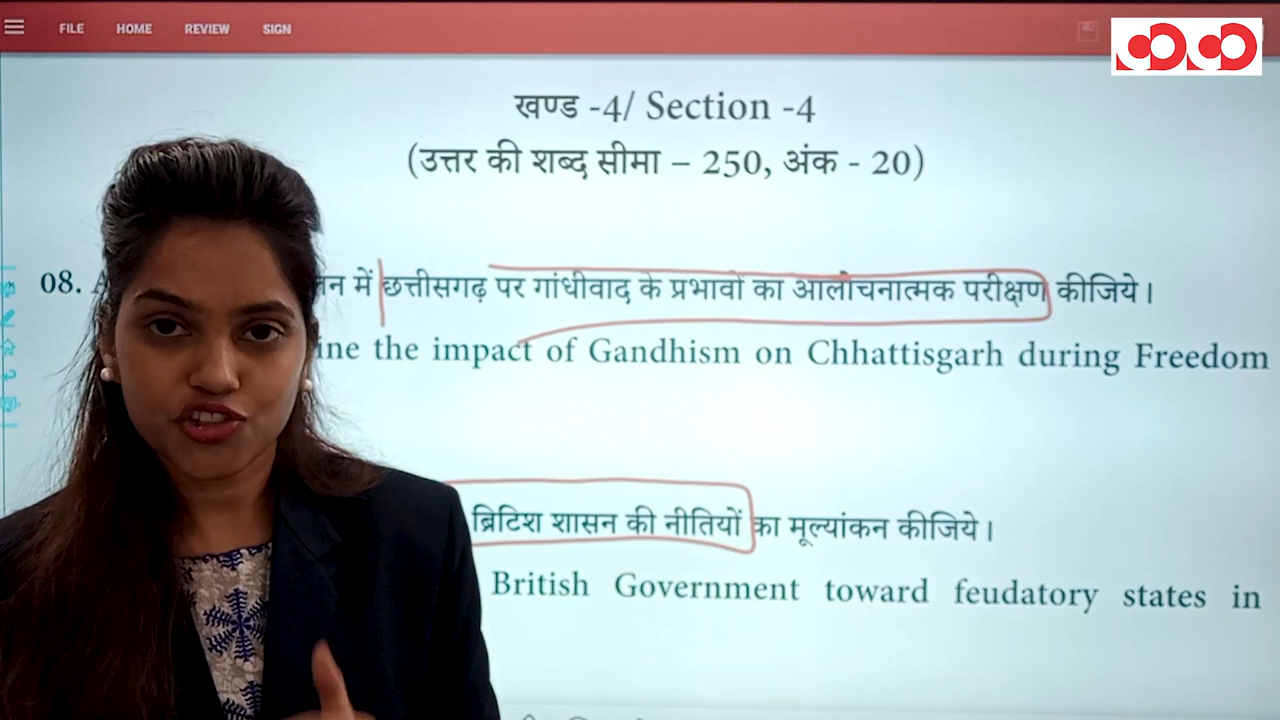 FILE HOME REVIEW SIGN
खण्ड -4/ Section -4
(उत्तर की शब्द सीमा – 250, अंक - 20)
08. में छत्तीसगढ़ पर गांधीवाद के प्रभावों का आलोचनात्मक परीक्षण कीजिये।
the impact of Gandhism on Chhattisgarh during Freedom
ब्रिटिश शासन की नीतियों का मूल्यांकन कीजिये।
British Government toward feudatory states in